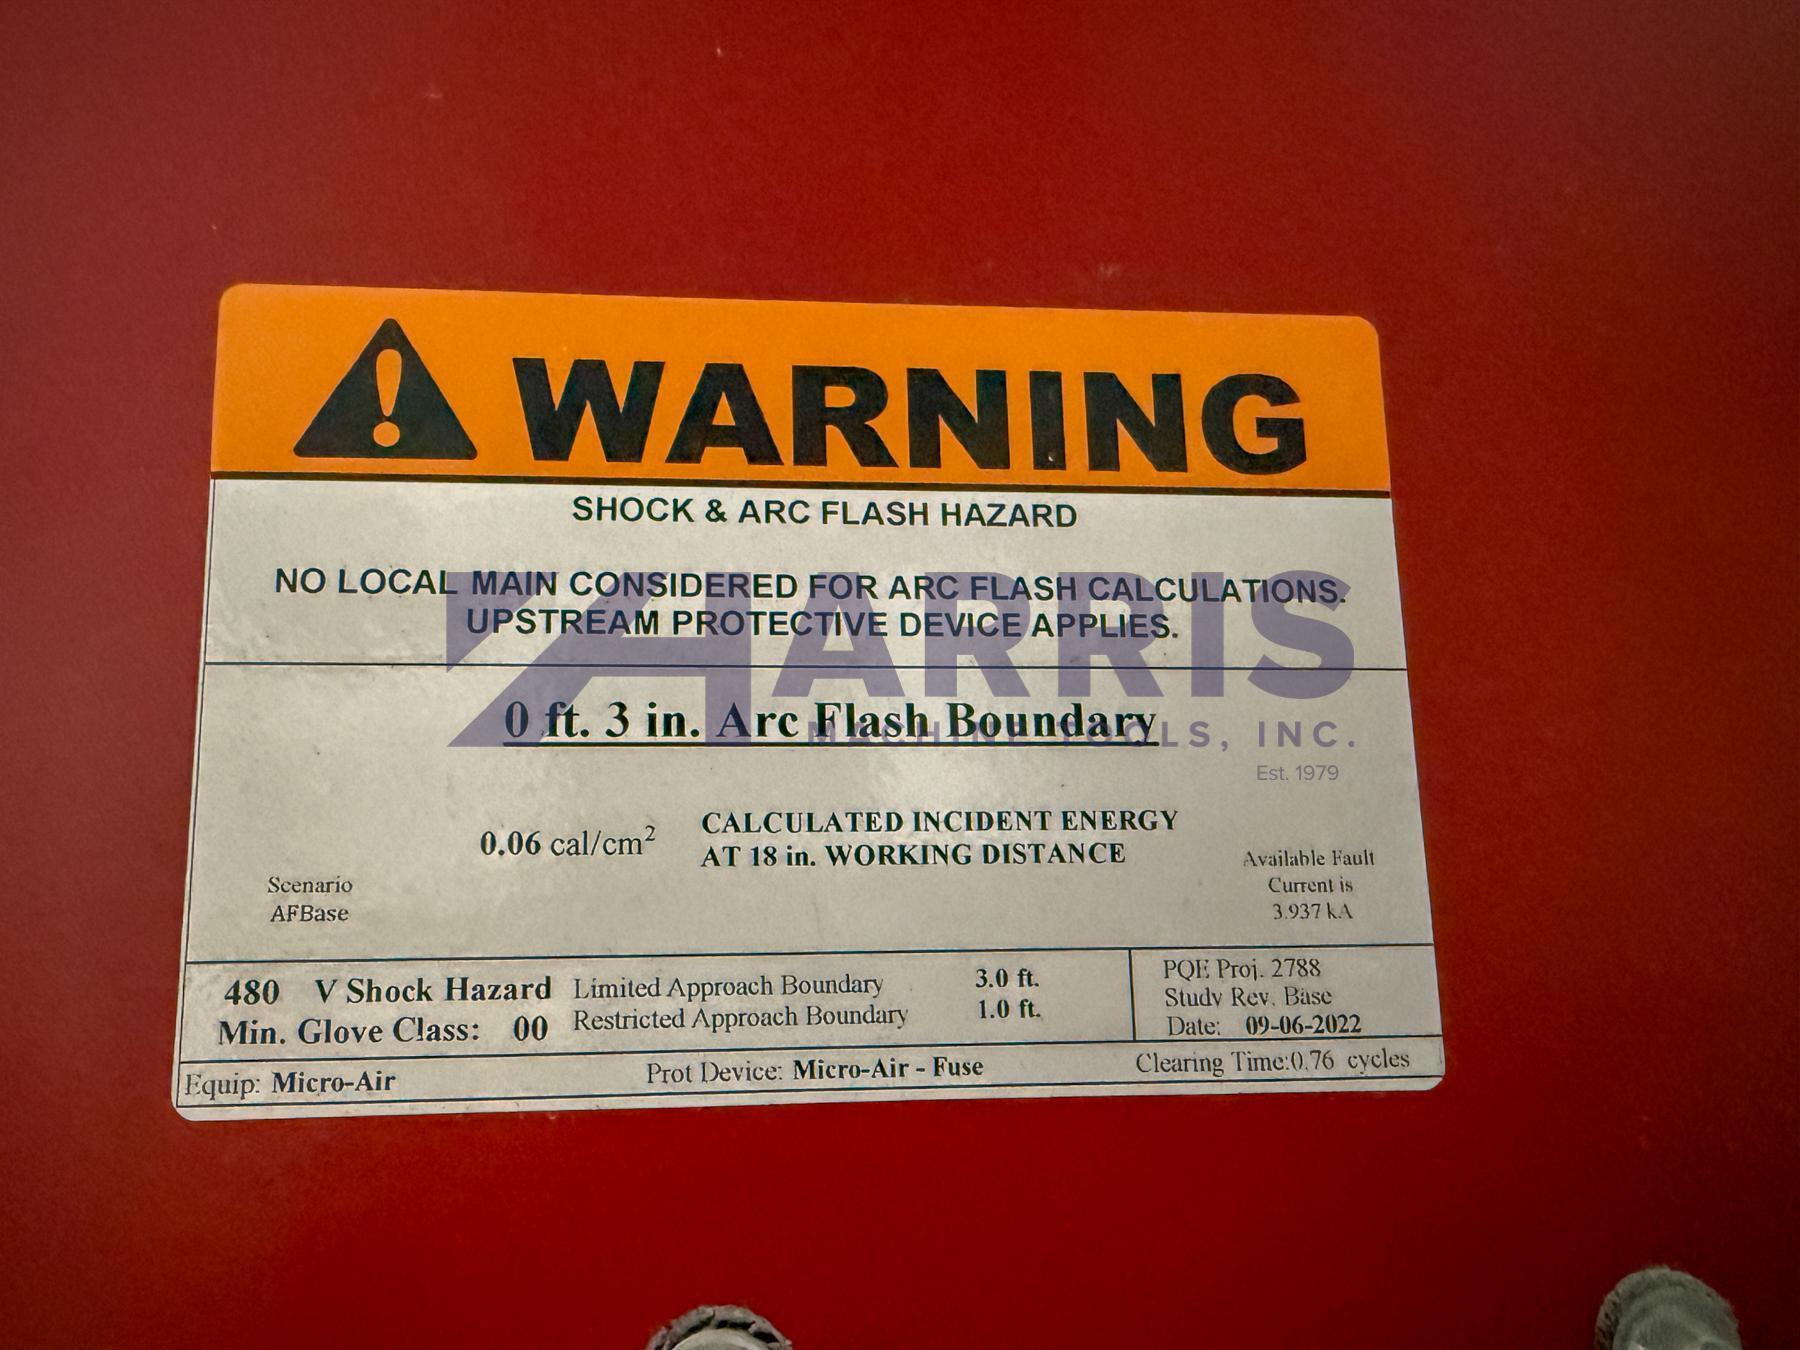 WARNING
SHOCK & ARC FLASH HAZARD
NO LOCAL MAIN CONSIDERED FOR ARC FLASH CALCULATIONS.
UPSTREAM PROTECTIVE DEVICE APPLIES.
HARRIS
MACHINE TOOLS, INC.
Est. 1979
0 ft. 3 in. Arc Flash Boundary
0.06 cal/cm²
CALCULATED INCIDENT ENERGY
AT 18 in. WORKING DISTANCE
Scenario
AFBase
Available Fault
Current is
3.937 kA
480 V Shock Hazard
Min. Glove Class: 00
Limited Approach Boundary 3.0 ft.
Restricted Approach Boundary 1.0 ft.
PQE Proj. 2788
Study Rev. Base
Date: 09-06-2022
Equip: Micro-Air
Prot Device: Micro-Air - Fuse
Clearing Time:0.76 cycles